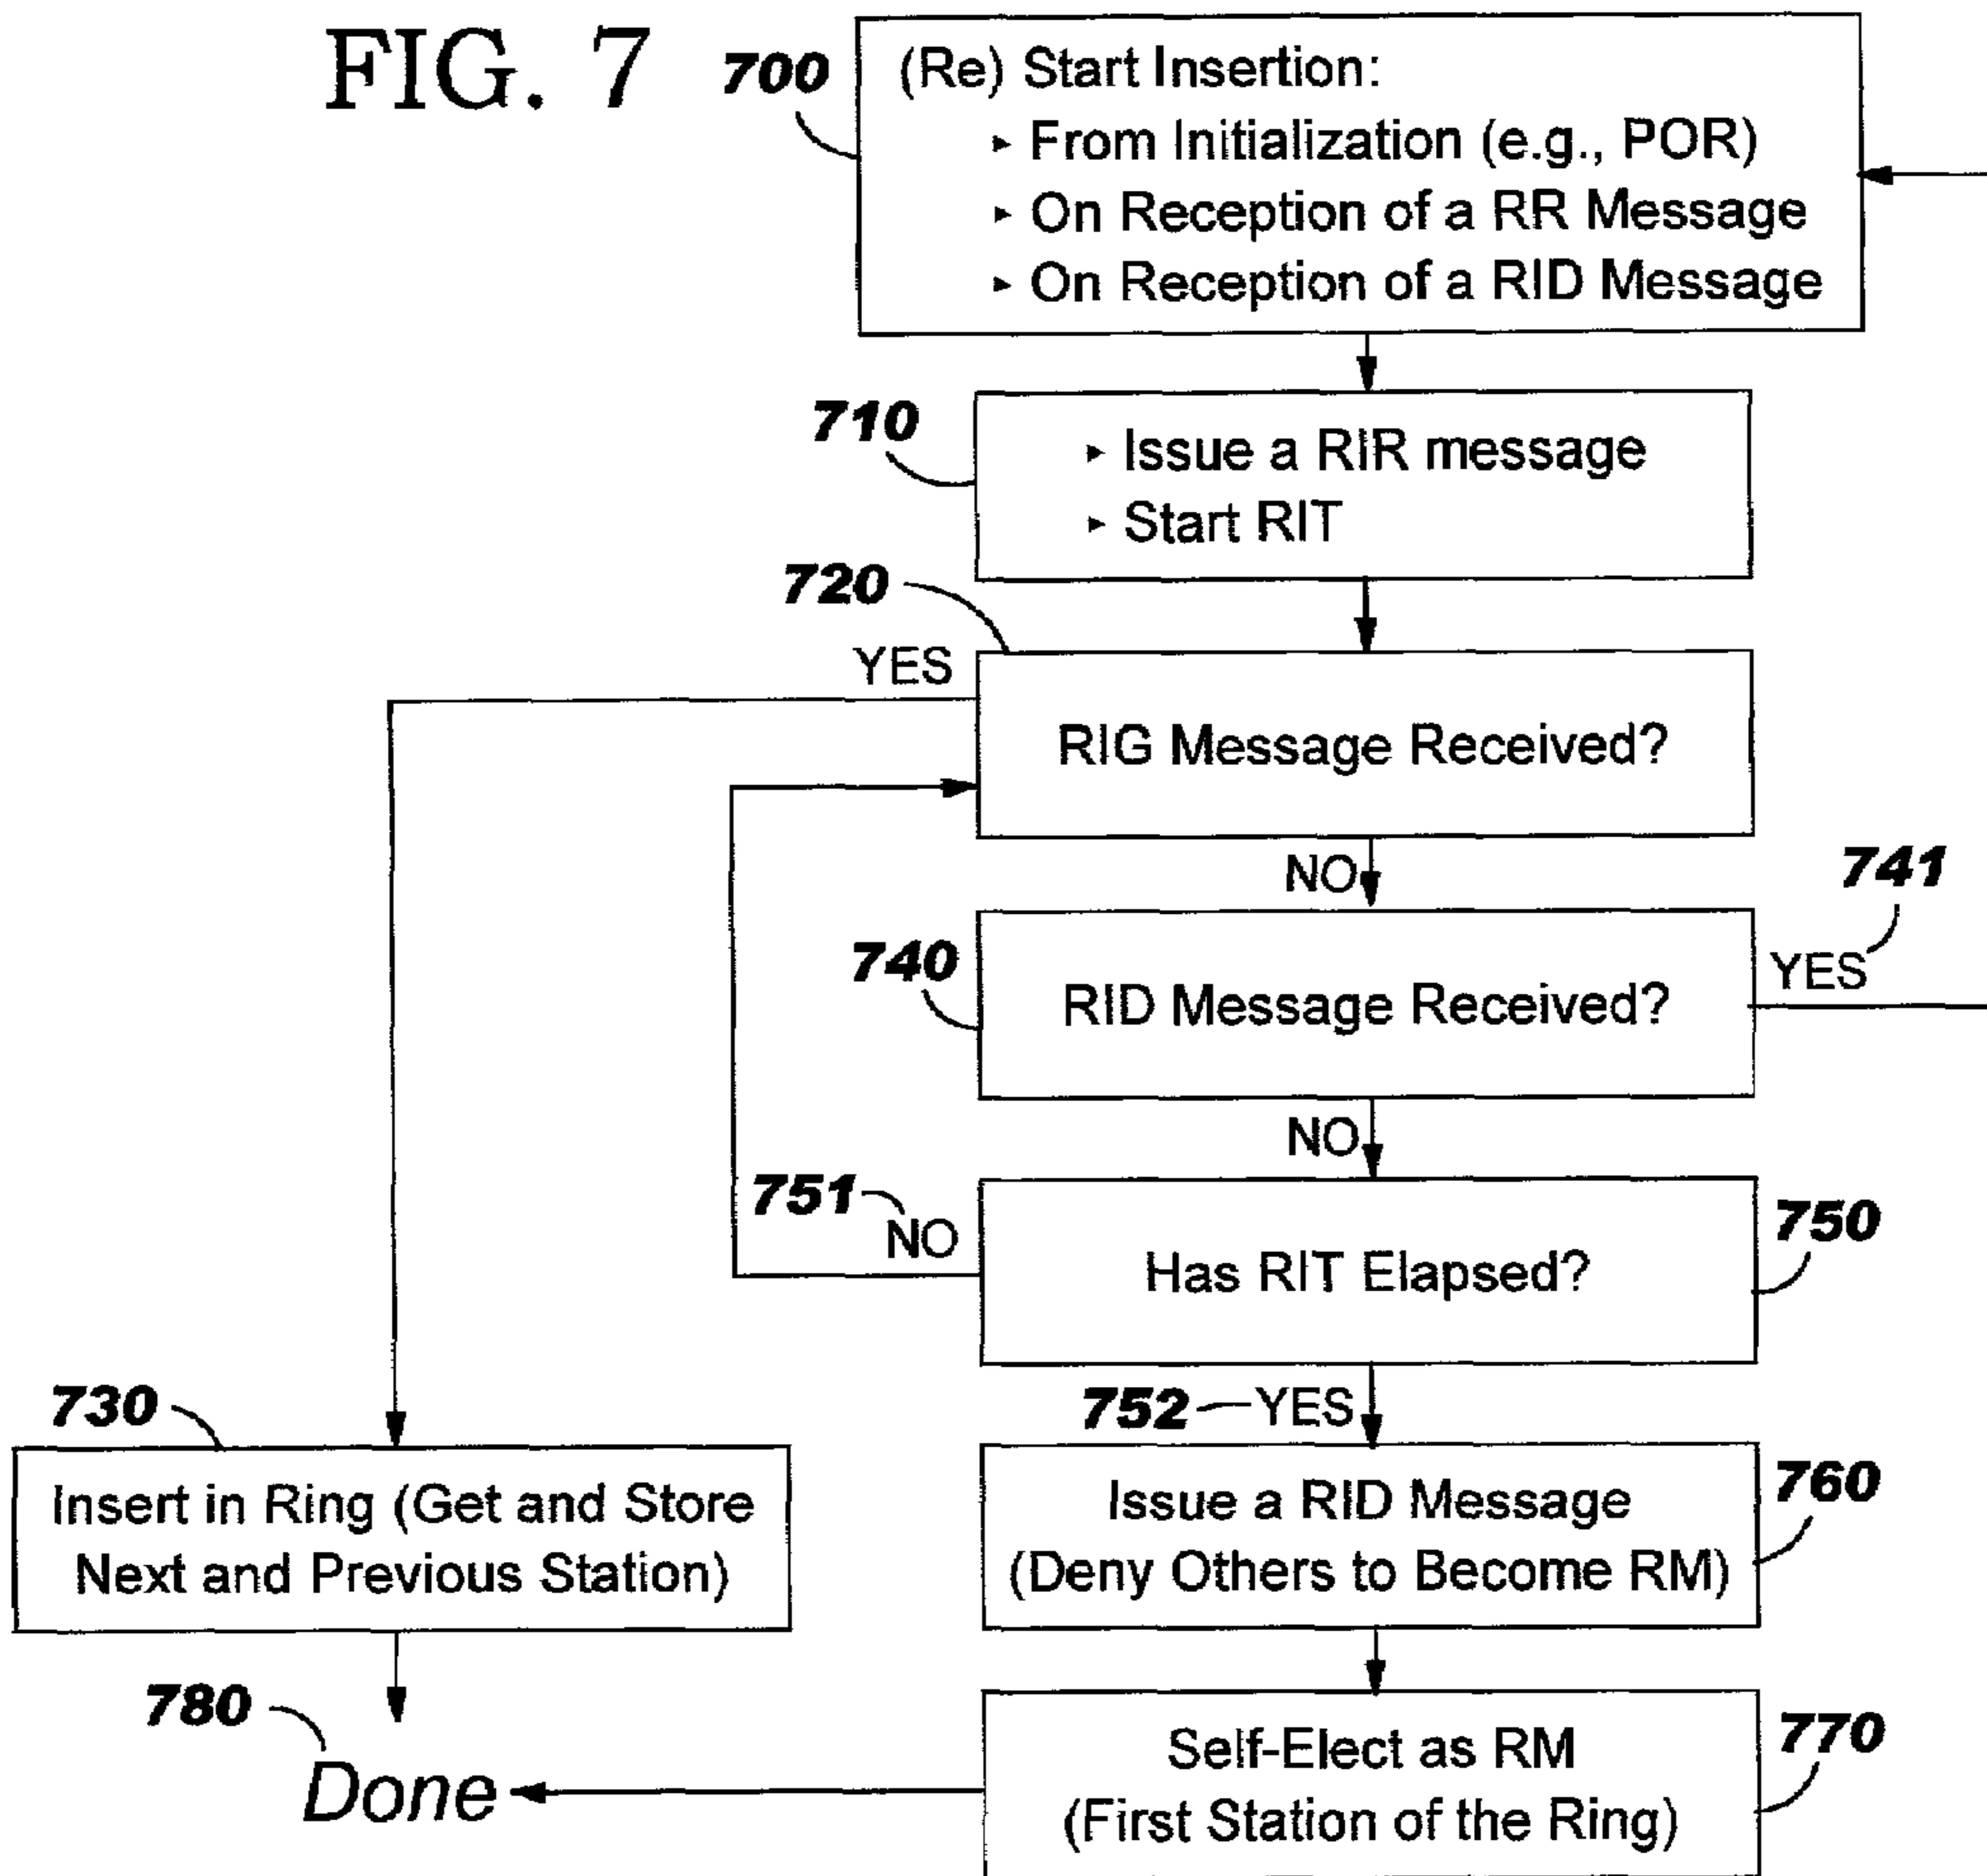 FIG. 7
700
(Re) Start Insertion:
▸ From Initialization (e.g., POR)
▸ On Reception of a RR Message
▸ On Reception of a RID Message
710
▸ Issue a RIR message
▸ Start RIT
720
YES
RIG Message Received?
NO
741
740
RID Message Received?
YES
NO
751
NO
750
Has RIT Elapsed?
752
YES
730
Insert in Ring (Get and Store
Next and Previous Station)
760
Issue a RID Message
(Deny Others to Become RM)
780
Done
770
Self-Elect as RM
(First Station of the Ring)